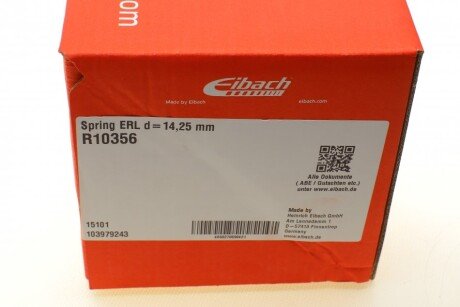 com
Eibach
Made by Eibach
eibach.com
Spring ERL d=14,25 mm
R10356
Alle Dokumente
( ABE / Gutachten etc.)
unter www.eibach.de
Made by
Heinrich Eibach GmbH
Am Lennedamm 1
D-57413 Finnentrop
Germany
www.eibach.de
15101
103979243